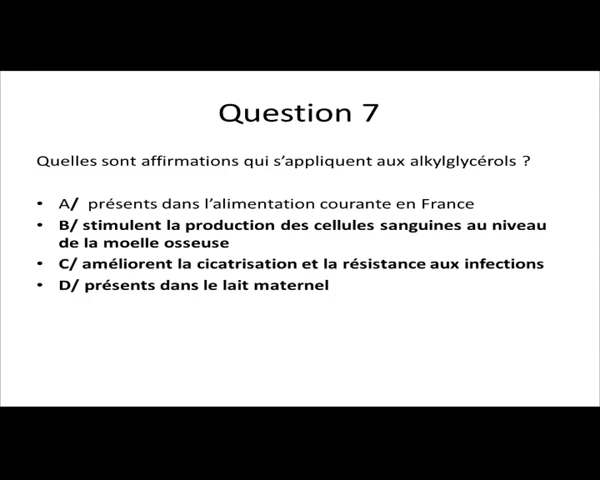 Question 7
Quelles sont affirmations qui s'appliquent aux alkylglycérols ?
• A/ présents dans l'alimentation courante en France
• B/ stimulent la production des cellules sanguines au niveau
de la moelle osseuse
• C/ améliorent la cicatrisation et la résistance aux infections
• D/ présents dans le lait maternel